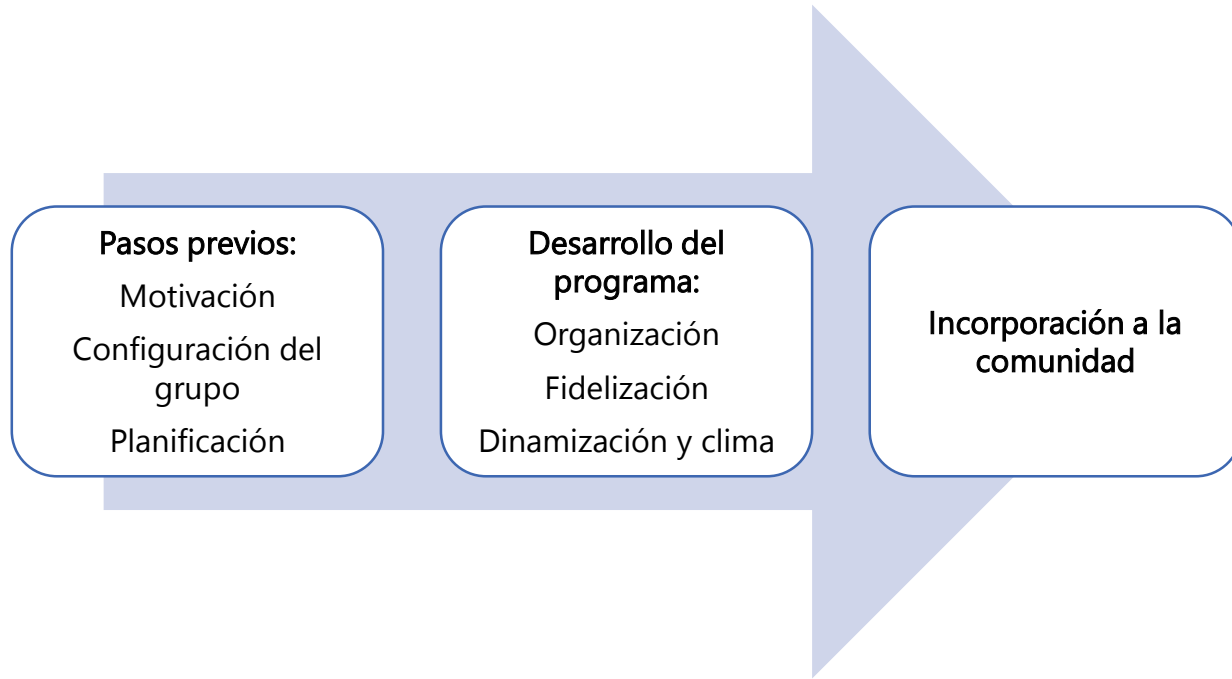 Pasos previos:
Motivación
Configuración del
grupo
Planificación
Desarrollo del
programa:
Organización
Fidelización
Dinamización y clima
Incorporación a la
comunidad